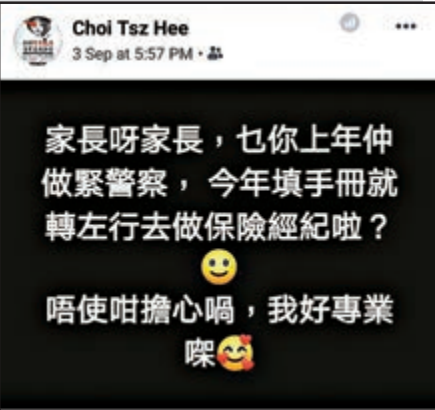 Choi Tsz Hee
3 Sep at 5:57 PM ·
家長呀家長，乜你上年仲
做緊警察， 今年填手冊就
轉左行去做保險經紀啦？
🙂
唔使咁擔心喎，我好專業
㗎🥰